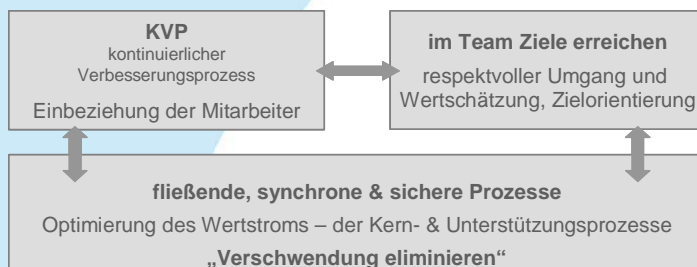 KVP
kontinuierlicher
Verbesserungsprozess
Einbeziehung der Mitarbeiter
im Team Ziele erreichen
respektvoller Umgang und
Wertschätzung, Zielorientierung
fließende, synchrone & sichere Prozesse
Optimierung des Wertstroms – der Kern- & Unterstützungsprozesse
„Verschwendung eliminieren“